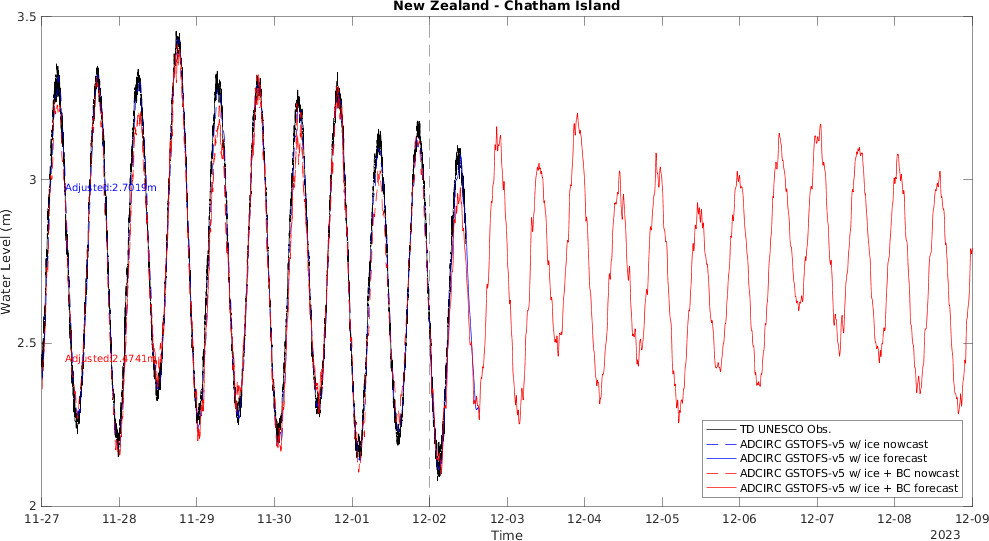 New Zealand - Chatham Island
3.5
3
2.5
2
Water Level (m)
Adjusted:2.7019m
Adjusted:2.4741m
TD UNESCO Obs.
ADCIRC GSTOFS-v5 w/ ice nowcast
ADCIRC GSTOFS-v5 w/ ice forecast
ADCIRC GSTOFS-v5 w/ ice + BC nowcast
ADCIRC GSTOFS-v5 w/ ice + BC forecast
11-27 11-28 11-29 11-30 12-01 12-02 12-03 12-04 12-05 12-06 12-07 12-08 12-09
Time
2023